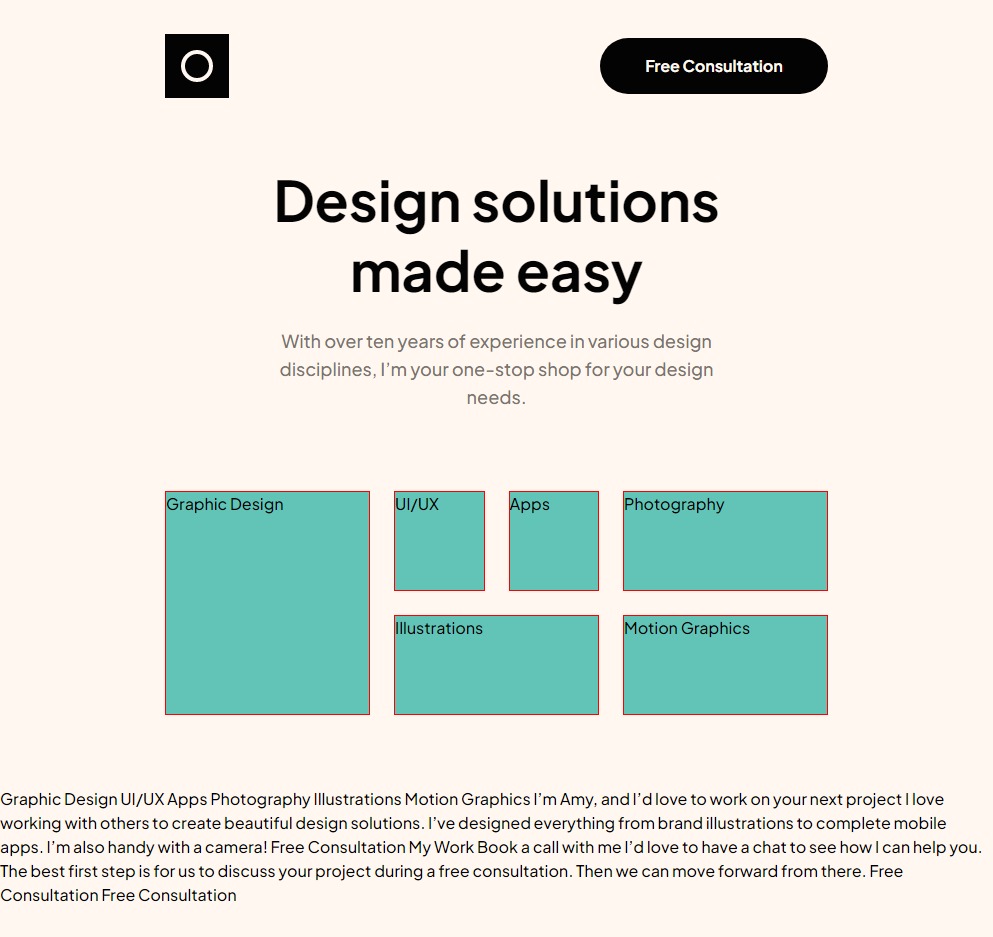 Free Consultation
Design solutions
made easy
With over ten years of experience in various design
disciplines, I’m your one-stop shop for your design
needs.
Graphic Design
UI/UX
Apps
Photography
Illustrations
Motion Graphics
Graphic Design UI/UX Apps Photography Illustrations Motion Graphics I’m Amy, and I’d love to work on your next project I love
working with others to create beautiful design solutions. I’ve designed everything from brand illustrations to complete mobile
apps. I’m also handy with a camera! Free Consultation My Work Book a call with me I’d love to have a chat to see how I can help you.
The best first step is for us to discuss your project during a free consultation. Then we can move forward from there. Free
Consultation Free Consultation